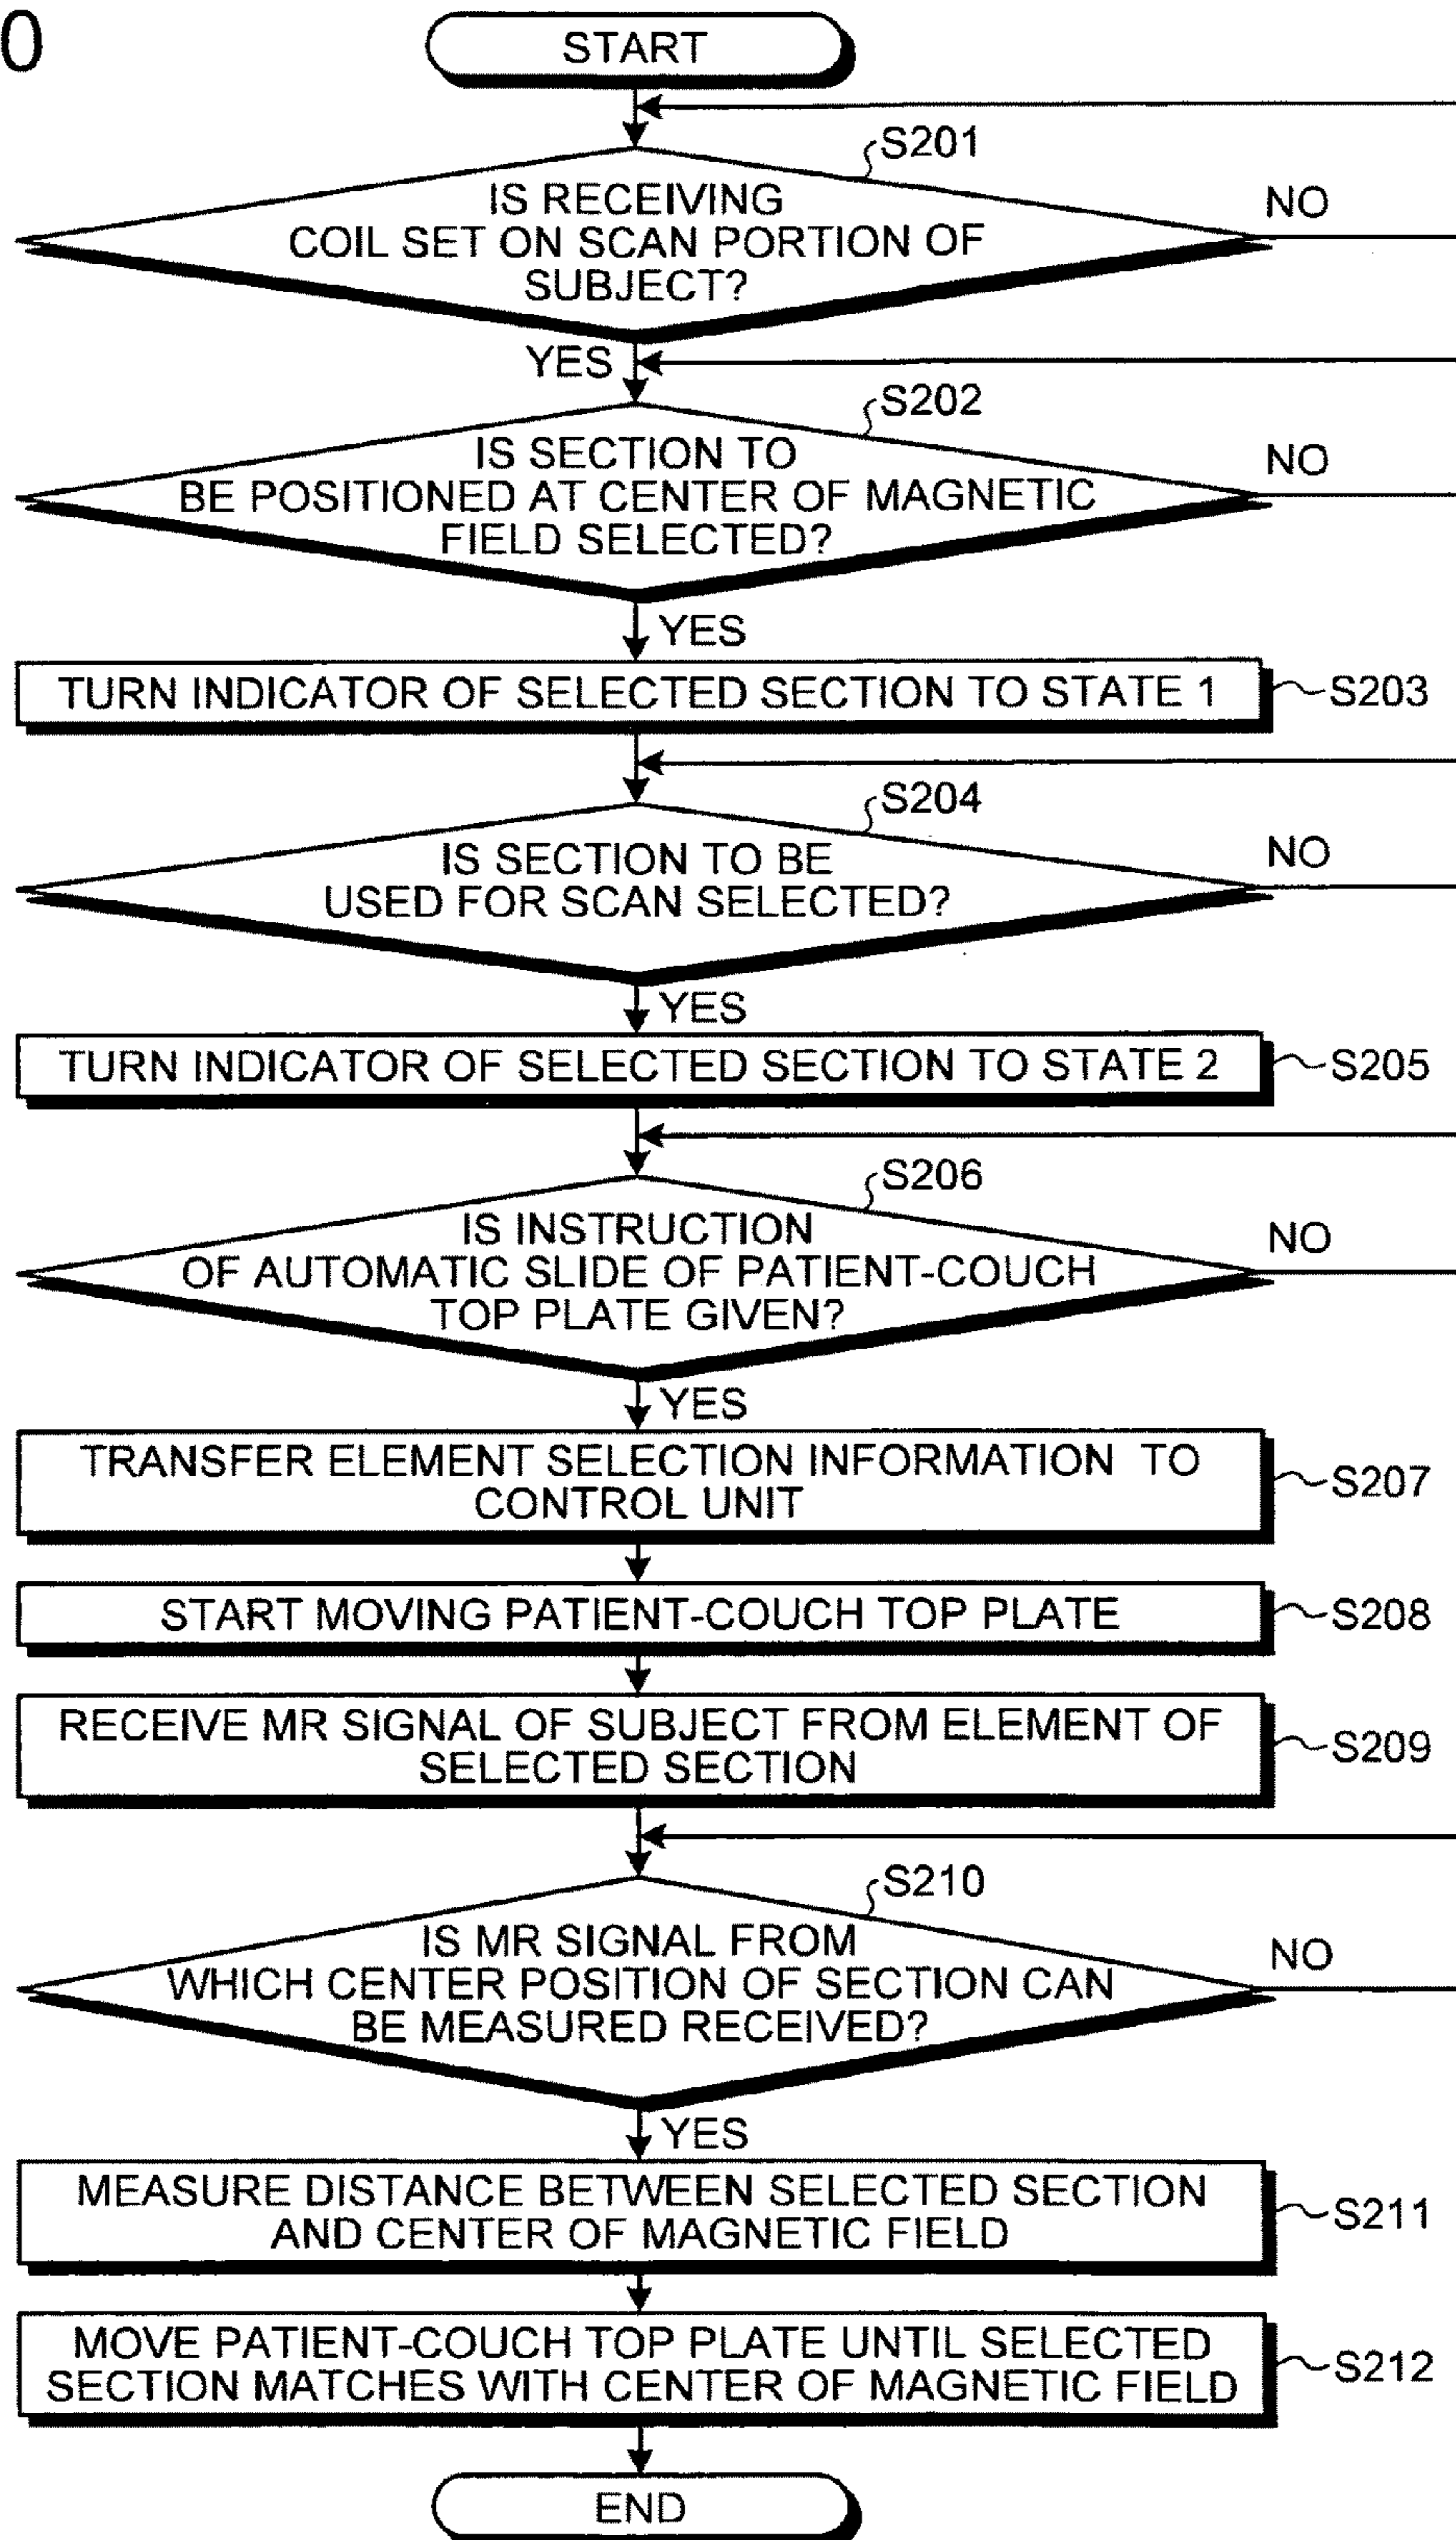 0
START
S201
IS RECEIVING
COIL SET ON SCAN PORTION OF
SUBJECT?
NO
YES
S202
IS SECTION TO
BE POSITIONED AT CENTER OF MAGNETIC
FIELD SELECTED?
NO
YES
TURN INDICATOR OF SELECTED SECTION TO STATE 1
S203
S204
IS SECTION TO BE
USED FOR SCAN SELECTED?
NO
YES
TURN INDICATOR OF SELECTED SECTION TO STATE 2
S205
S206
IS INSTRUCTION
OF AUTOMATIC SLIDE OF PATIENT-COUCH
TOP PLATE GIVEN?
NO
YES
TRANSFER ELEMENT SELECTION INFORMATION TO
CONTROL UNIT
S207
START MOVING PATIENT-COUCH TOP PLATE
S208
RECEIVE MR SIGNAL OF SUBJECT FROM ELEMENT OF
SELECTED SECTION
S209
S210
IS MR SIGNAL FROM
WHICH CENTER POSITION OF SECTION CAN
BE MEASURED RECEIVED?
NO
YES
MEASURE DISTANCE BETWEEN SELECTED SECTION
AND CENTER OF MAGNETIC FIELD
S211
MOVE PATIENT-COUCH TOP PLATE UNTIL SELECTED
SECTION MATCHES WITH CENTER OF MAGNETIC FIELD
S212
END